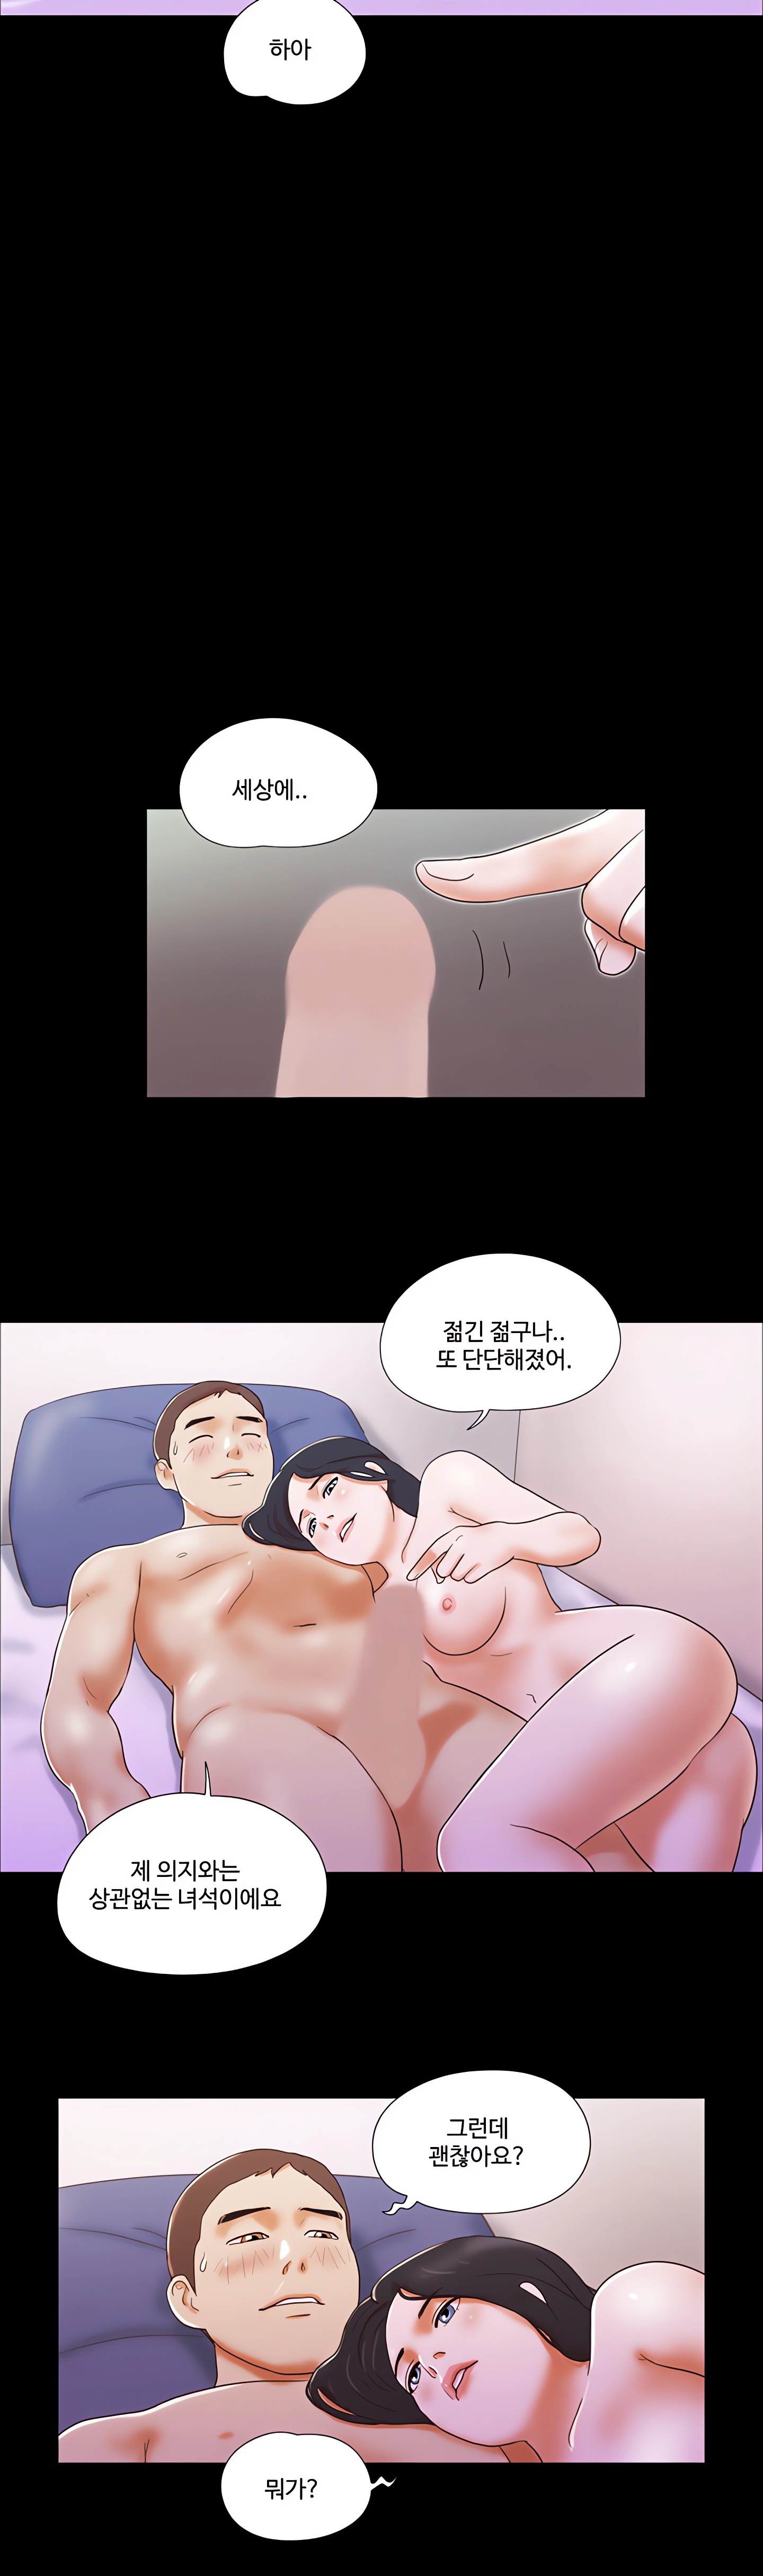 하아
세상에..
젊긴 젊구나..
또 단단해졌어.
제 의지와는
상관없는 녀석이에요
그런데
괜찮아요?
뭐가?